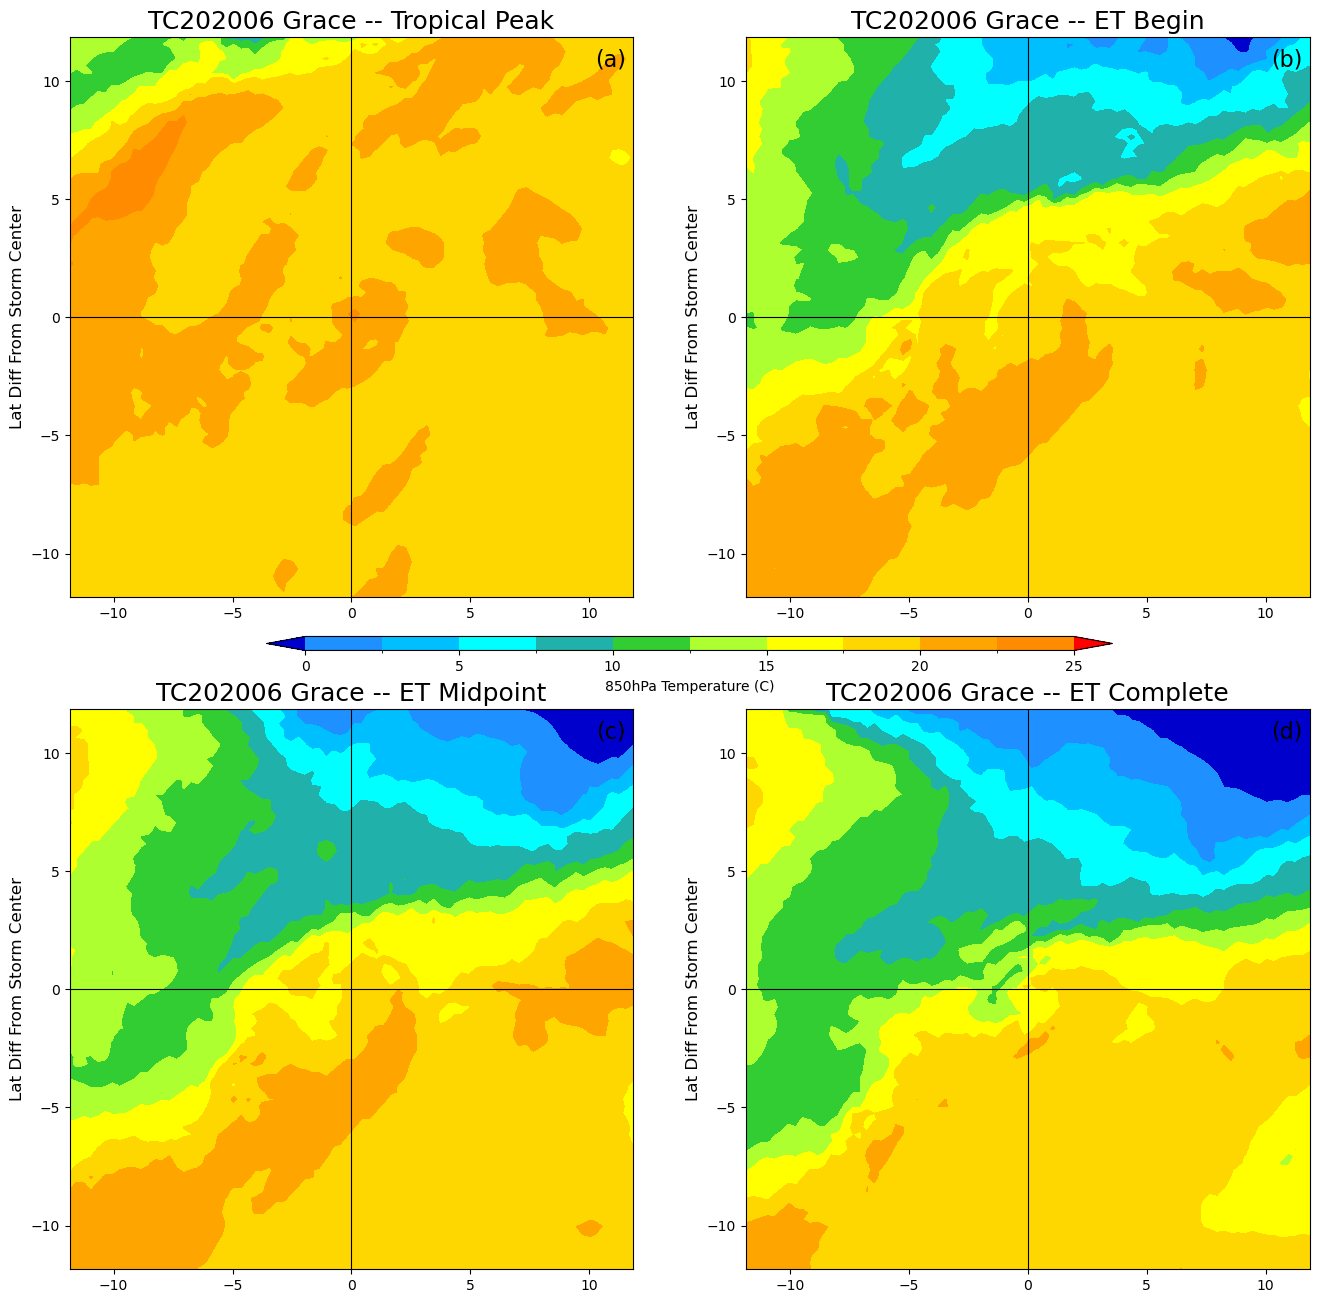 TC202006 Grace -- Tropical Peak
(a)
Lat Diff From Storm Center
10
5
0
−5
−10
−10 −5 0 5 10
TC202006 Grace -- ET Begin
(b)
Lat Diff From Storm Center
10
5
0
−5
−10
−10 −5 0 5 10
0 5 10 15 20 25
850hPa Temperature (C)
TC202006 Grace -- ET Midpoint
(c)
Lat Diff From Storm Center
10
5
0
−5
−10
−10 −5 0 5 10
TC202006 Grace -- ET Complete
(d)
Lat Diff From Storm Center
10
5
0
−5
−10
−10 −5 0 5 10